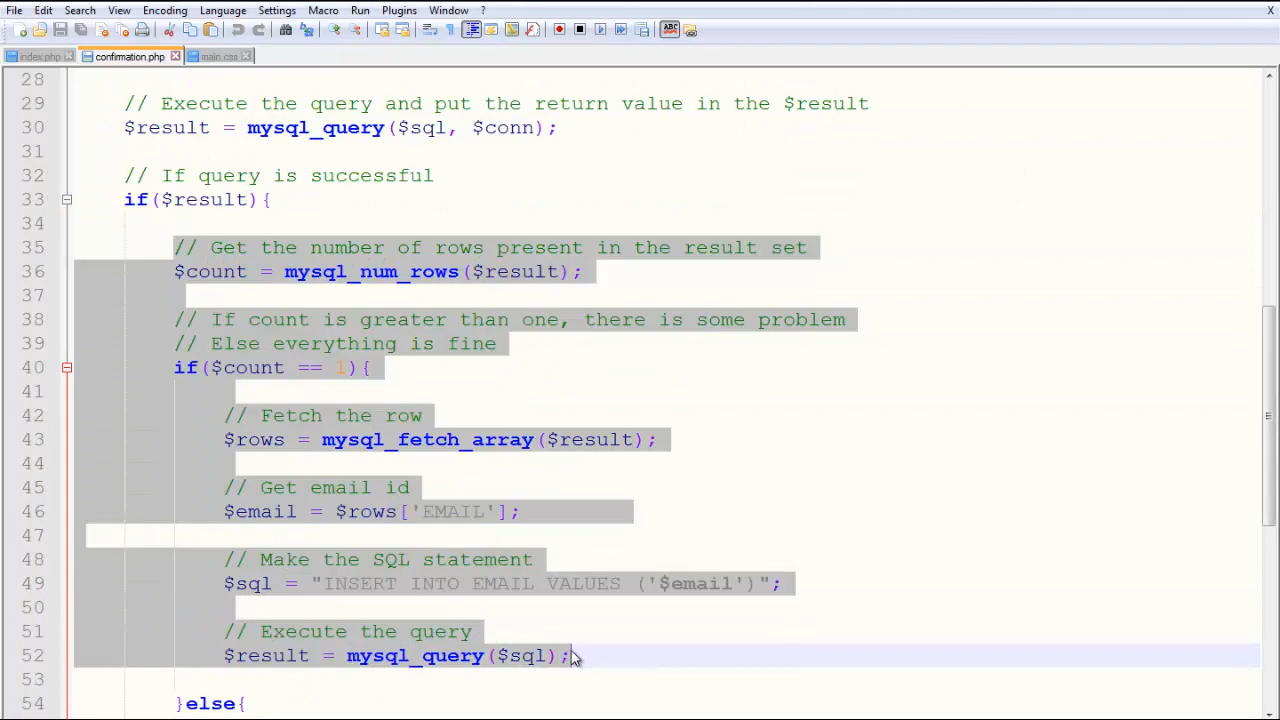 File Edit Search View Encoding Language Settings Macro Run Plugins Window ? X
index.php confirmation.php main.css
28
29 // Execute the query and put the return value in the $result
30 $result = mysql_query($sql, $conn);
31
32 // If query is successful
33 if($result){
34
35 // Get the number of rows present in the result set
36 $count = mysql_num_rows($result);
37
38 // If count is greater than one, there is some problem
39 // Else everything is fine
40 if($count == 1){
41
42 // Fetch the row
43 $rows = mysql_fetch_array($result);
44
45 // Get email id
46 $email = $rows['EMAIL'];
47
48 // Make the SQL statement
49 $sql = "INSERT INTO EMAIL VALUES ('$email')";
50
51 // Execute the query
52 $result = mysql_query($sql);
53
54 }else{